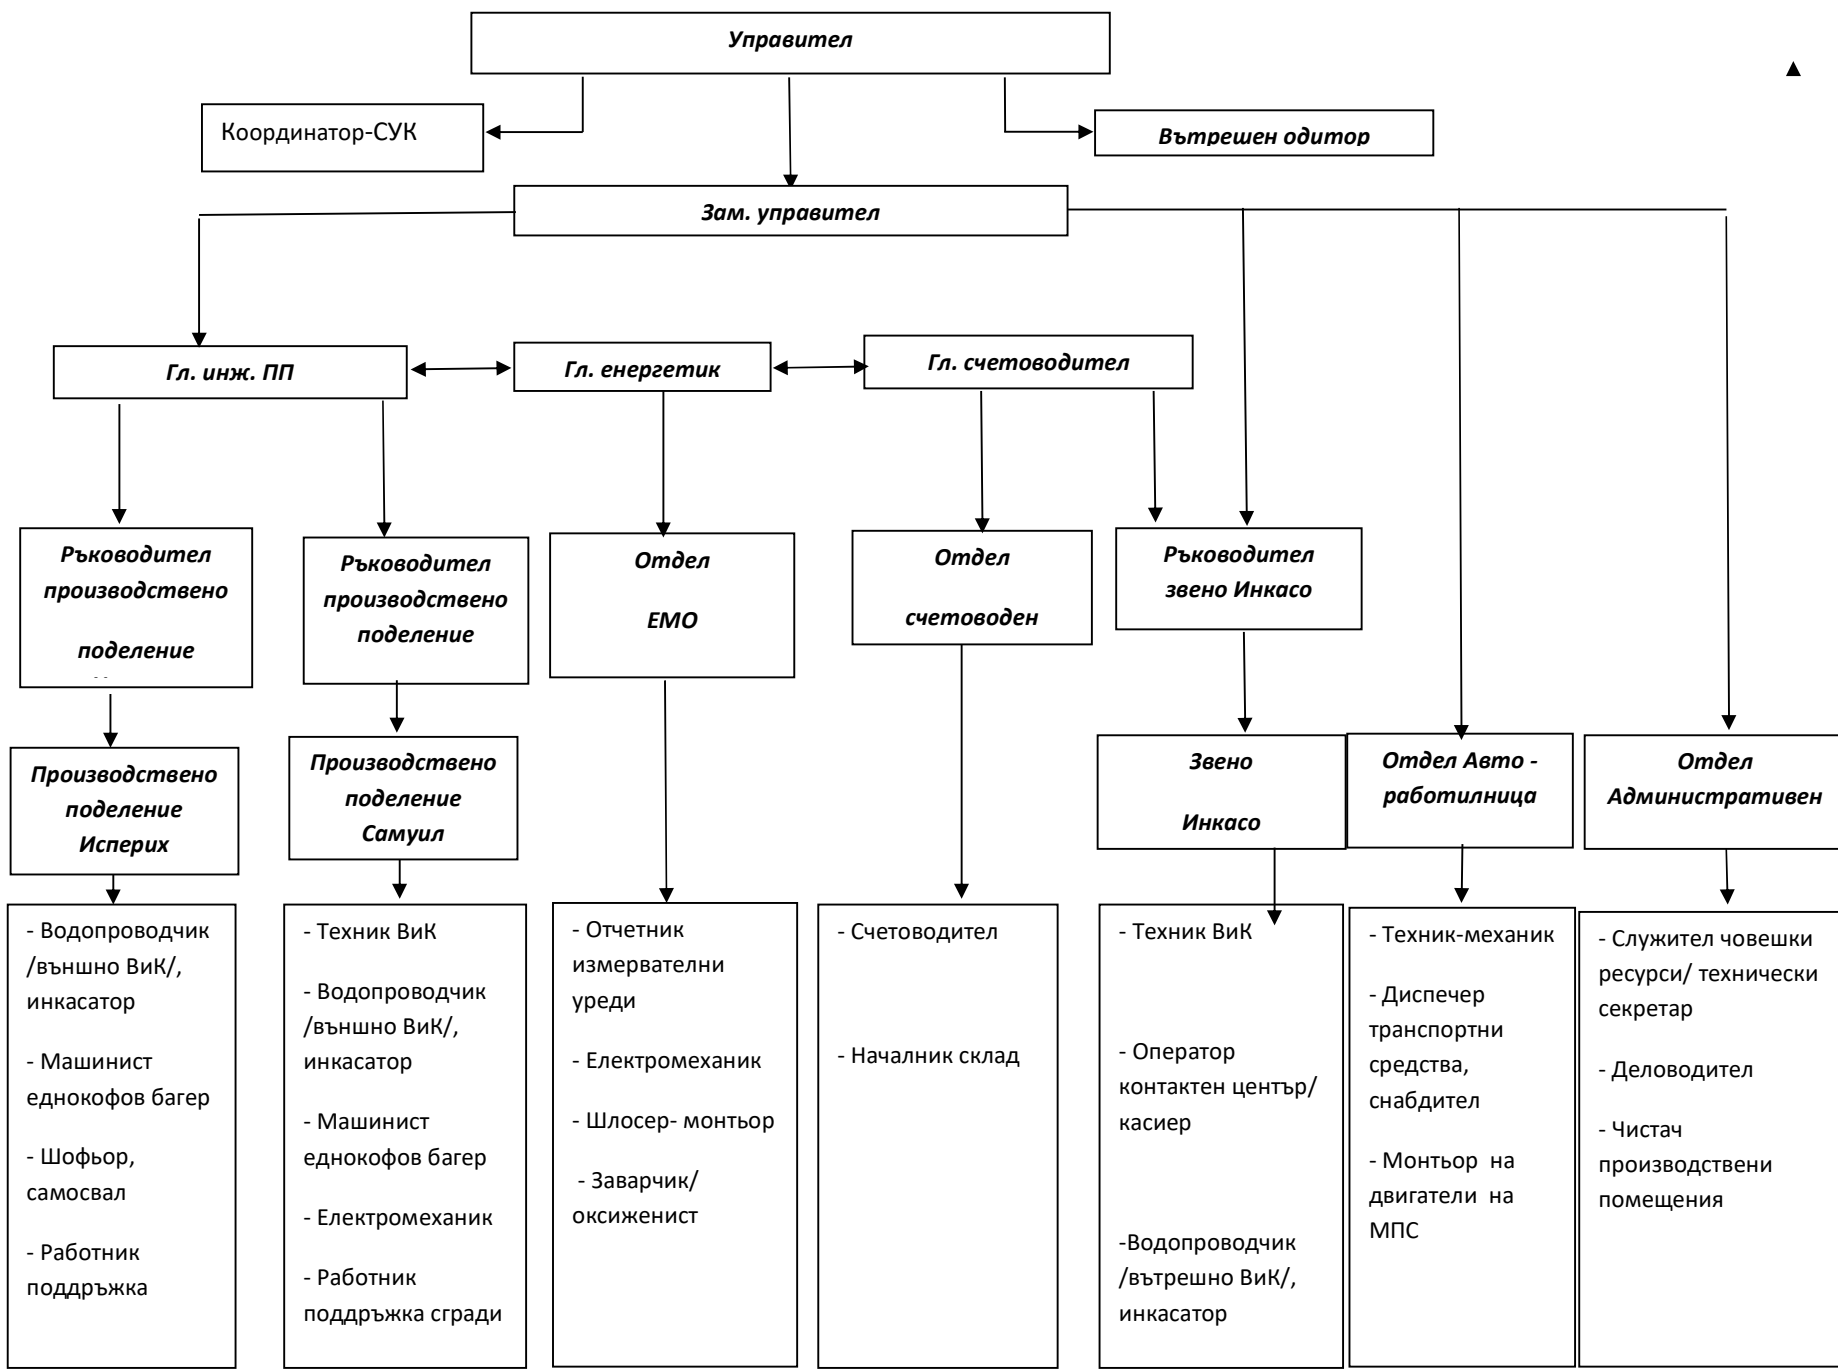 Управител
Координатор-СУК
Вътрешен одитор
Зам. управител
Гл. инж. ПП
Гл. енергетик
Гл. счетоводител
Ръководител
производствено
поделение
Ръководител
производствено
поделение
Отдел
ЕМО
Отдел
счетоводен
Ръководител
звено Инкасо
Производствено
поделение
Исперих
Производствено
поделение
Самуил
Звено
Инкасо
Отдел Авто -
работилница
Отдел
Административен
- Водопроводчик
/външно ВиК/,
инкасатор
- Машинист
еднокофов багер
- Шофьор,
самосвал
- Работник
поддръжка
- Техник ВиК
- Водопроводчик
/външно ВиК/,
инкасатор
- Машинист
еднокофов багер
- Електромеханик
- Работник
поддръжка сгради
- Отчетник
измервателни
уреди
- Електромеханик
- Шлосер- монтьор
- Заварчик/
оксиженист
- Счетоводител
- Началник склад
- Техник ВиК
- Оператор
контактен център/
касиер
-Водопроводчик
/вътрешно ВиК/,
инкасатор
- Техник-механик
- Диспечер
транспортни
средства,
снабдител
- Монтьор на
двигатели на
МПС
- Служител човешки
ресурси/ технически
секретар
- Деловодител
- Чистач
производствени
помещения